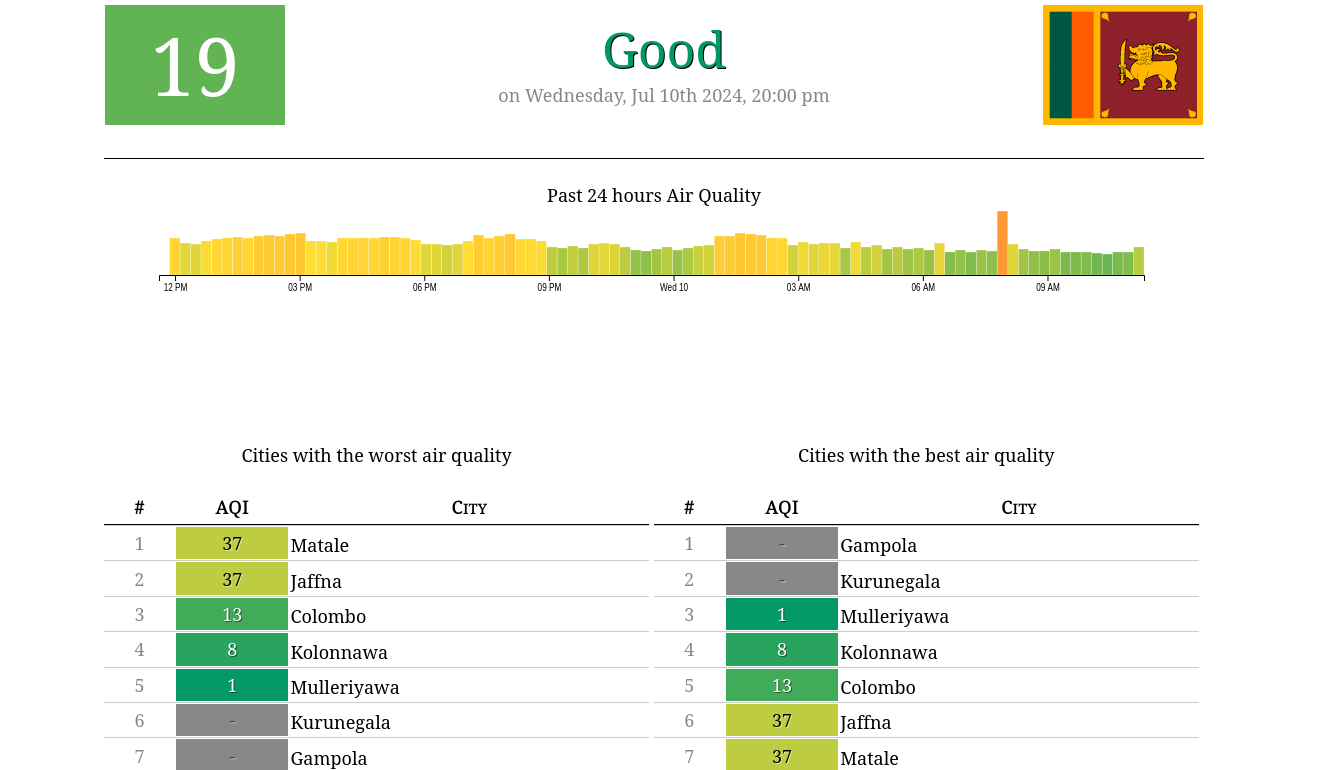 19
Good
on Wednesday, Jul 10th 2024, 20:00 pm
Past 24 hours Air Quality
12 PM 03 PM 06 PM 09 PM Wed 10 03 AM 06 AM 09 AM
Cities with the worst air quality
# AQI City
1 37 Matale
2 37 Jaffna
3 13 Colombo
4 8 Kolonnawa
5 1 Mulleriyawa
6 - Kurunegala
7 - Gampola
Cities with the best air quality
# AQI City
1 - Gampola
2 - Kurunegala
3 1 Mulleriyawa
4 8 Kolonnawa
5 13 Colombo
6 37 Jaffna
7 37 Matale